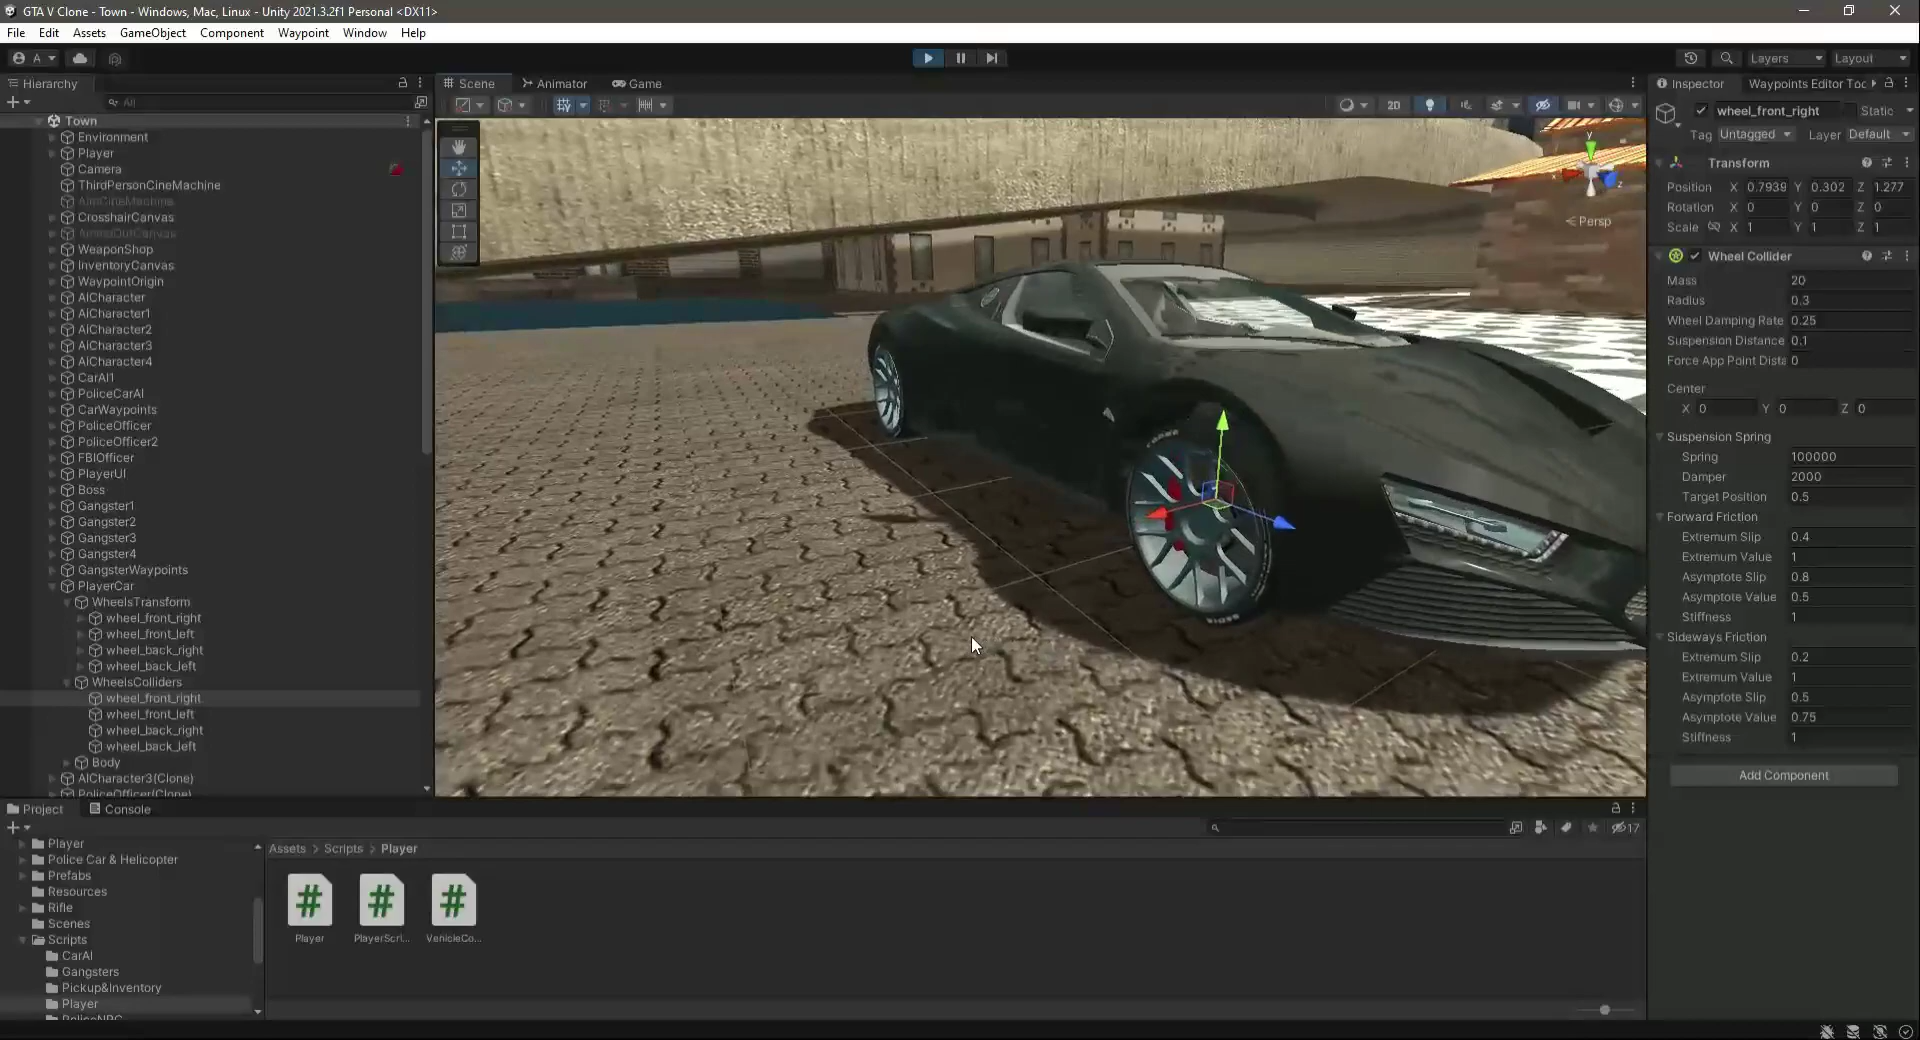 GTA V Clone - Town - Windows, Mac, Linux - Unity 2021.3.2f1 Personal <DX11>
File Edit Assets GameObject Component Waypoint Window Help
A
Layers
Layout
Hierarchy
All
Town
Environment
Player
Camera
ThirdPersonCineMachine
AimCineMachine
CrosshairCanvas
WeaponShop
InventoryCanvas
WaypointOrigin
AICharacter
AICharacter1
AICharacter2
AICharacter3
AICharacter4
CarAI1
PoliceCarAI
CarWaypoints
PoliceOfficer
PoliceOfficer2
FBIOfficer
PlayerUI
Boss
Gangster1
Gangster2
Gangster3
Gangster4
GangsterWaypoints
PlayerCar
WheelsTransform
wheel_front_right
wheel_front_left
wheel_back_right
wheel_back_left
WheelsColliders
wheel_front_right
wheel_front_left
wheel_back_right
wheel_back_left
Body
AICharacter3(Clone)
PoliceOfficer(Clone)
Scene Animator Game
2D
y
x
z
Persp
Inspector Waypoints Editor Toc
wheel_front_right Static
Tag Untagged Layer Default
Transform
Position X 0.7939 Y 0.302 Z 1.277
Rotation X 0 Y 0 Z 0
Scale X 1 Y 1 Z 1
Wheel Collider
Mass 20
Radius 0.3
Wheel Damping Rate 0.25
Suspension Distance 0.1
Force App Point Dista 0
Center
X 0 Y 0 Z 0
Suspension Spring
Spring 100000
Damper 2000
Target Position 0.5
Forward Friction
Extremum Slip 0.4
Extremum Value 1
Asymptote Slip 0.8
Asymptote Value 0.5
Stiffness 1
Sideways Friction
Extremum Slip 0.2
Extremum Value 1
Asymptote Slip 0.5
Asymptote Value 0.75
Stiffness 1
Add Component
Project Console
17
Player
Police Car & Helicopter
Prefabs
Resources
Rifle
Scenes
Scripts
CarAI
Gangsters
Pickup&Inventory
Player
PoliceNPC
Assets > Scripts > Player
Player
PlayerScri...
VehicleCo...